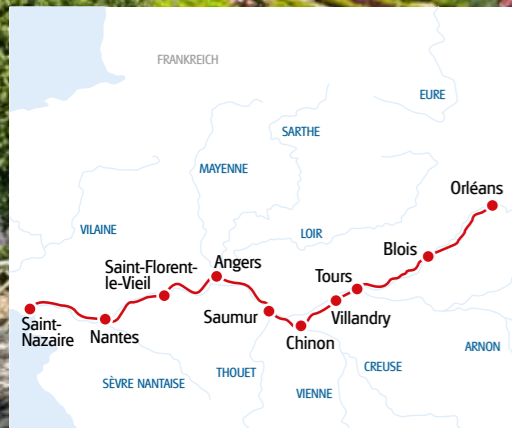 FRANKREICH
EURE
SARTHE
MAYENNE
Orléans
VILAINE
LOIR
Blois
Angers
Saint-Florent-
le-Vieil
Tours
Saumur
Villandry
Saint-
Nazaire
Nantes
Chinon
ARNON
THOUET
CREUSE
SÈVRE NANTAISE
VIENNE